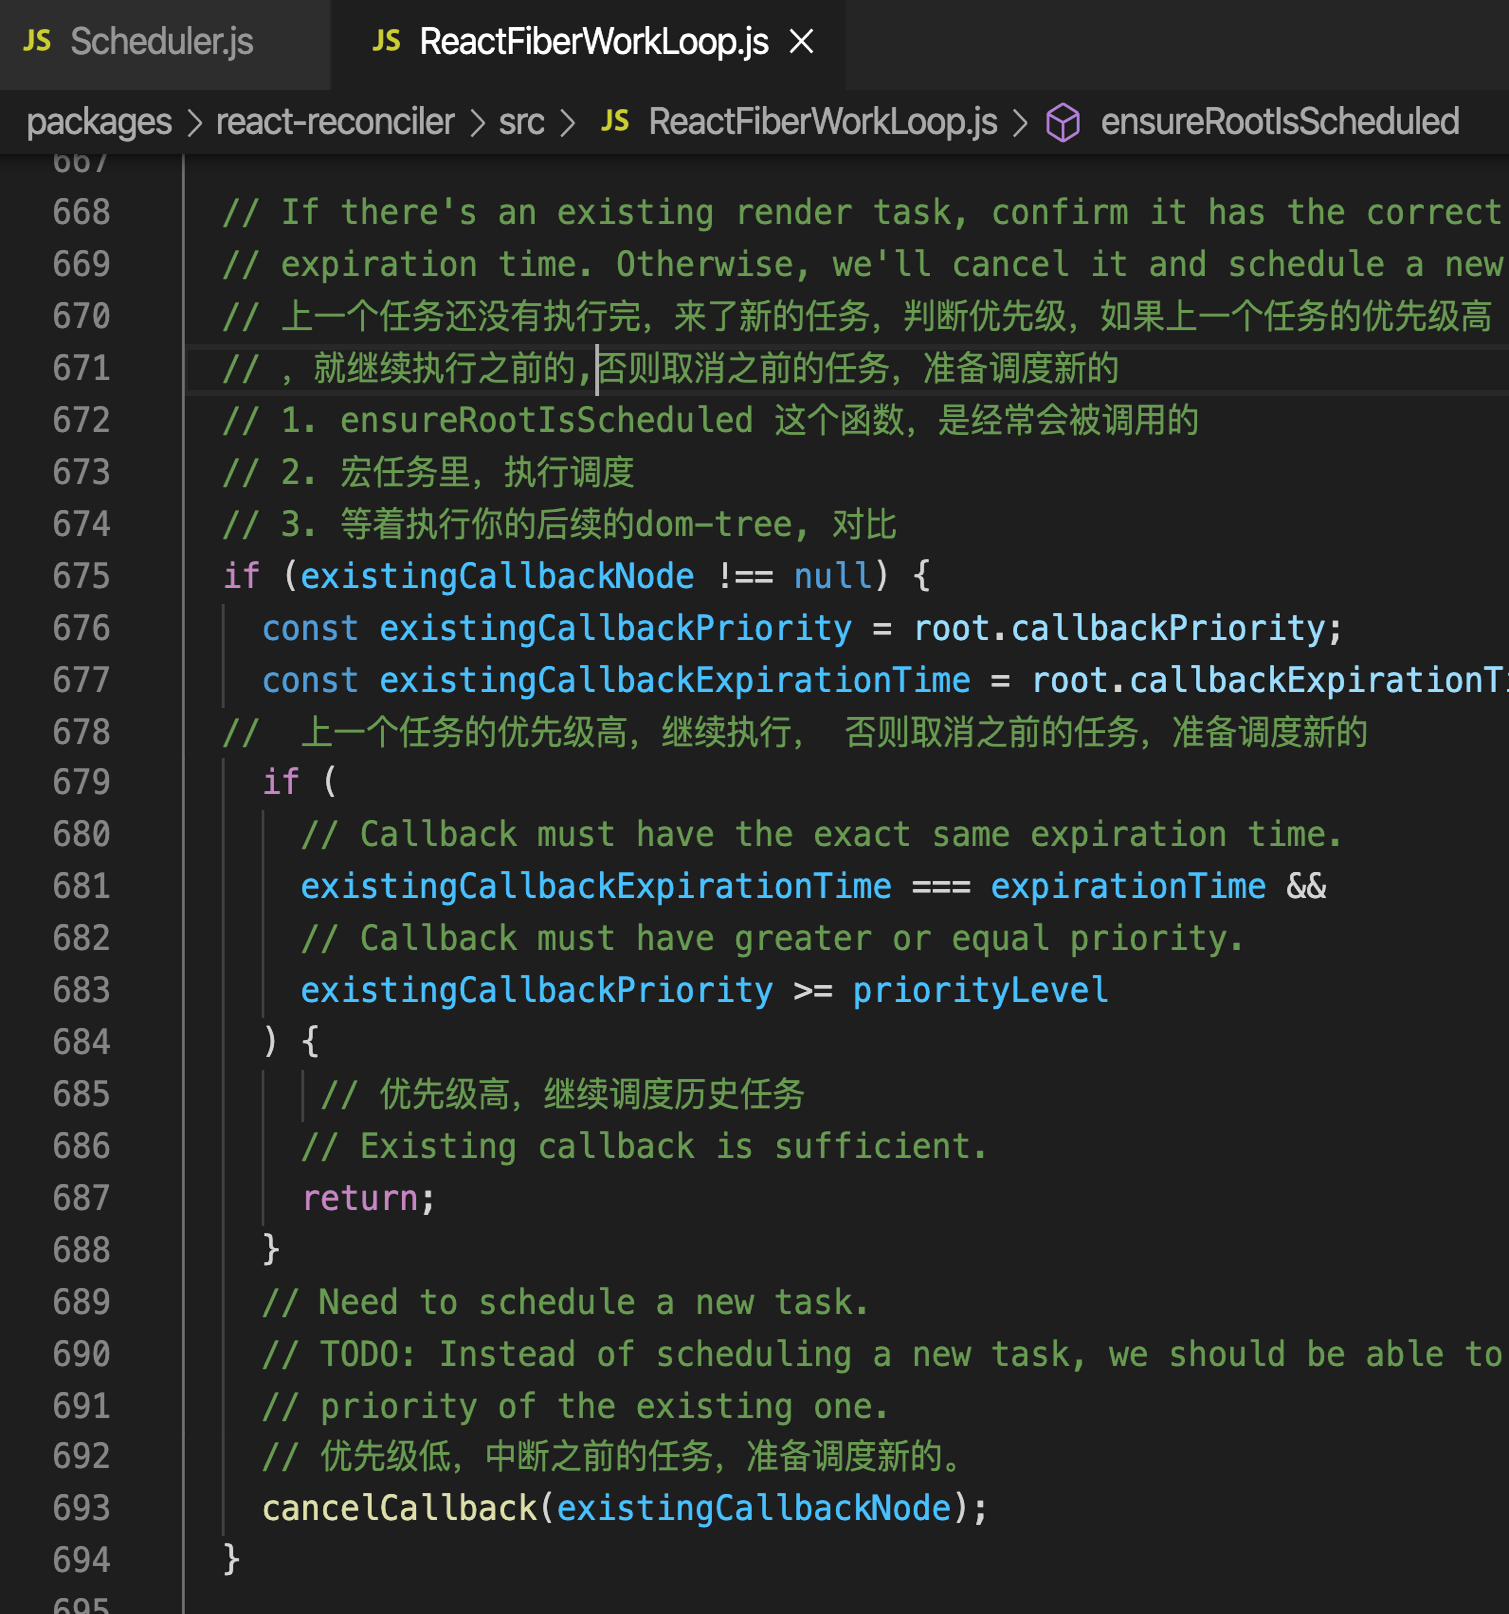 JS Scheduler.js JS ReactFiberWorkLoop.js ×
packages > react-reconciler > src > JS ReactFiberWorkLoop.js > ensureRootIsScheduled
667
668 // If there's an existing render task, confirm it has the correct
669 // expiration time. Otherwise, we'll cancel it and schedule a new
670 // 上一个任务还没有执行完，来了新的任务，判断优先级，如果上一个任务的优先级高
671 // ，就继续执行之前的,否则取消之前的任务，准备调度新的
672 // 1. ensureRootIsScheduled 这个函数，是经常会被调用的
673 // 2. 宏任务里，执行调度
674 // 3. 等着执行你的后续的dom-tree, 对比
675 if (existingCallbackNode !== null) {
676 const existingCallbackPriority = root.callbackPriority;
677 const existingCallbackExpirationTime = root.callbackExpirationTi
678 // 上一个任务的优先级高，继续执行， 否则取消之前的任务，准备调度新的
679 if (
680 // Callback must have the exact same expiration time.
681 existingCallbackExpirationTime === expirationTime &&
682 // Callback must have greater or equal priority.
683 existingCallbackPriority >= priorityLevel
684 ) {
685 // 优先级高，继续调度历史任务
686 // Existing callback is sufficient.
687 return;
688 }
689 // Need to schedule a new task.
690 // TODO: Instead of scheduling a new task, we should be able to
691 // priority of the existing one.
692 // 优先级低，中断之前的任务，准备调度新的。
693 cancelCallback(existingCallbackNode);
694 }
695